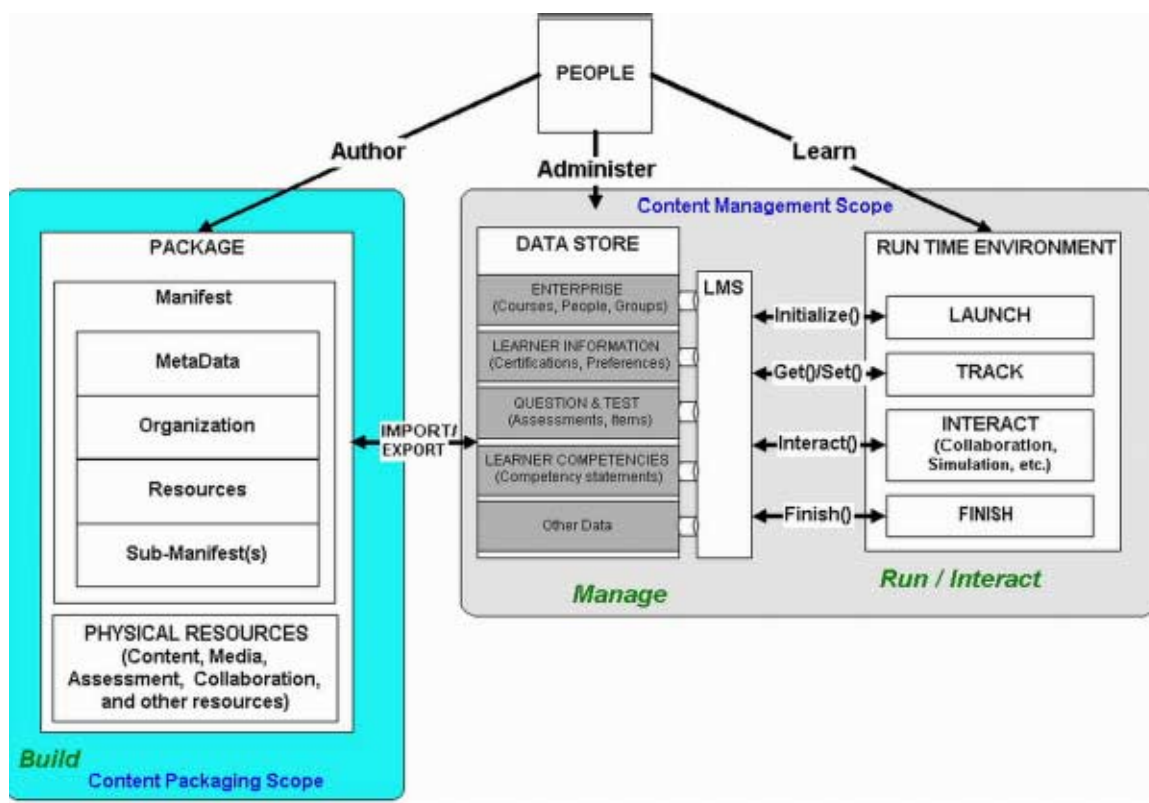 PEOPLE
Author
Administer
Learn
Content Management Scope
PACKAGE
Manifest
MetaData
Organization
Resources
Sub-Manifest(s)
PHYSICAL RESOURCES
(Content, Media,
Assessment, Collaboration,
and other resources)
Build
Content Packaging Scope
IMPORT/
EXPORT
DATA STORE
ENTERPRISE
(Courses, People, Groups)
LEARNER INFORMATION
(Certifications, Preferences)
QUESTION & TEST
(Assessments, Items)
LEARNER COMPETENCIES
(Competency statements)
Other Data
LMS
Manage
Initialize()
Get()/Set()
Interact()
Finish()
RUN TIME ENVIRONMENT
LAUNCH
TRACK
INTERACT
(Collaboration,
Simulation, etc.)
FINISH
Run / Interact